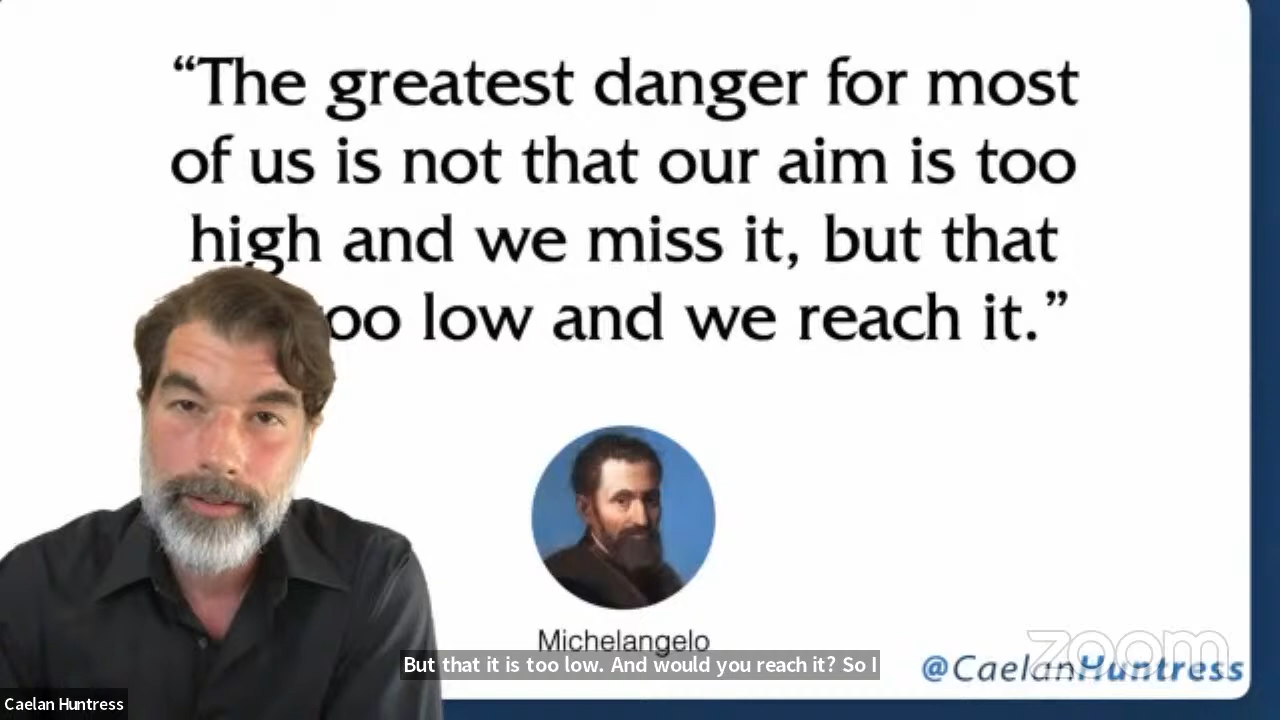 “The greatest danger for most
of us is not that our aim is too
high and we miss it, but that
oo low and we reach it.”
Michelangelo
But that it is too low. And would you reach it? So I
zoom
@CaelanHuntress
Caelan Huntress